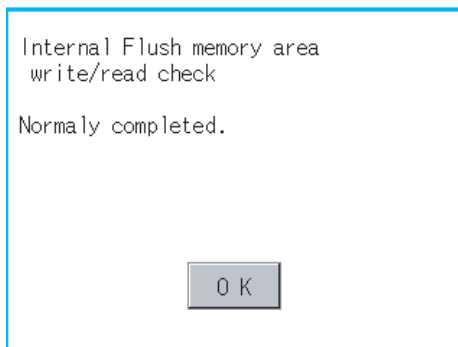 Internal Flush memory area
write/read check
Normaly completed.
OK